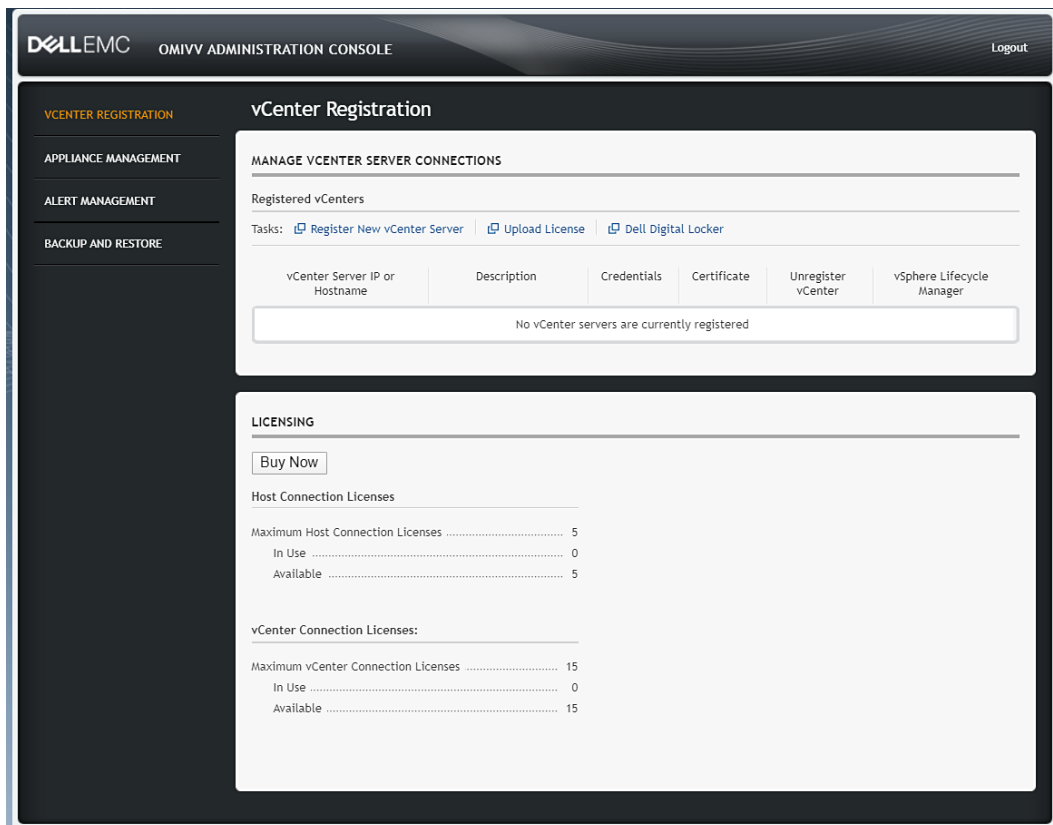 DELLEMC OMIVV ADMINISTRATION CONSOLE Logout
VCENTER REGISTRATION
APPLIANCE MANAGEMENT
ALERT MANAGEMENT
BACKUP AND RESTORE
vCenter Registration
MANAGE VCENTER SERVER CONNECTIONS
Registered vCenters
Tasks: Register New vCenter Server Upload License Dell Digital Locker
vCenter Server IP or Hostname Description Credentials Certificate Unregister vCenter vSphere Lifecycle Manager
No vCenter servers are currently registered
LICENSING
Buy Now
Host Connection Licenses
Maximum Host Connection Licenses 5
In Use 0
Available 5
vCenter Connection Licenses:
Maximum vCenter Connection Licenses 15
In Use 0
Available 15